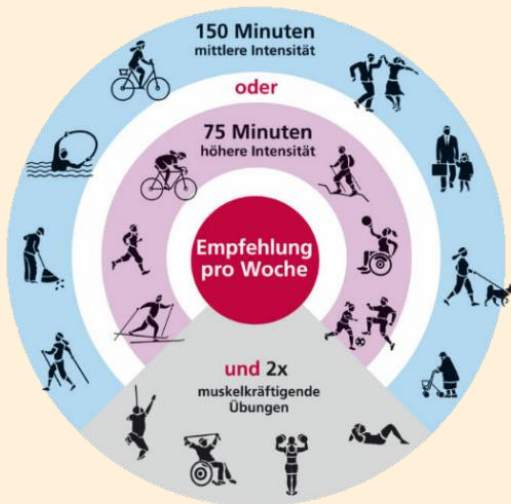 150 Minuten
mittlere Intensität
oder
75 Minuten
höhere Intensität
Empfehlung
pro Woche
und 2x
muskelkräftigende
Übungen